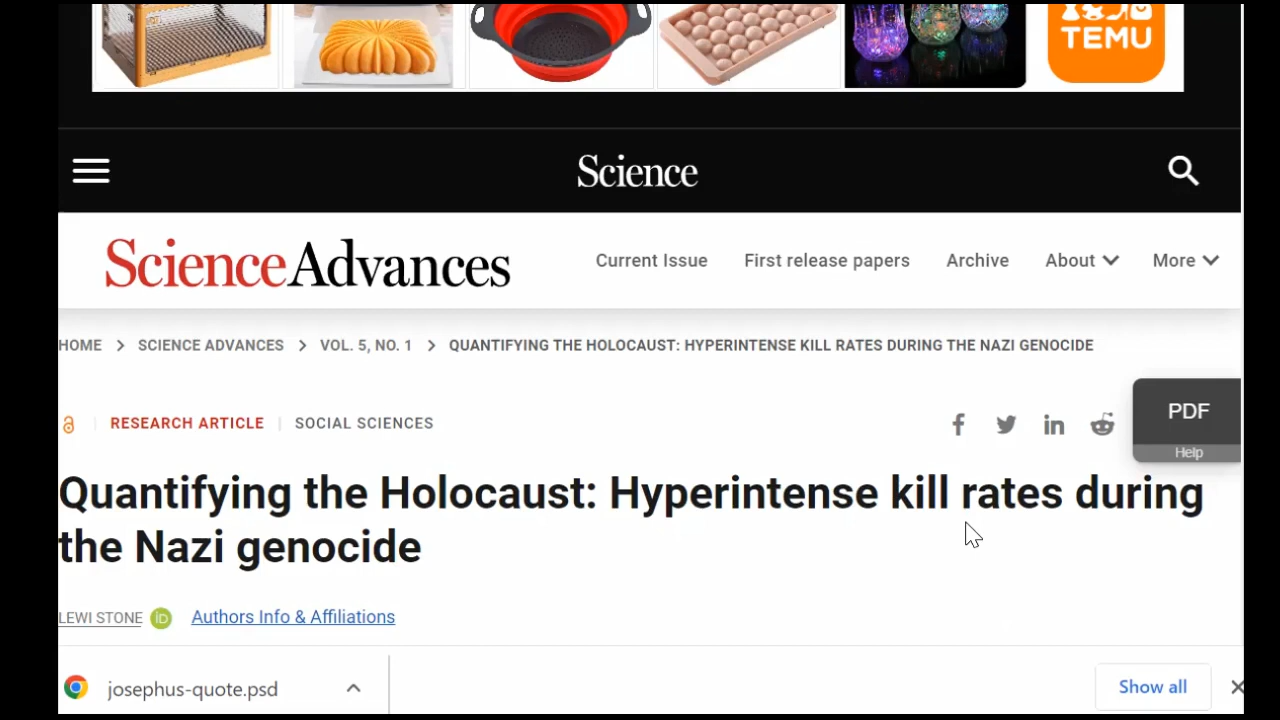 TEMU
Science
ScienceAdvances Current Issue First release papers Archive About More
HOME > SCIENCE ADVANCES > VOL. 5, NO. 1 > QUANTIFYING THE HOLOCAUST: HYPERINTENSE KILL RATES DURING THE NAZI GENOCIDE
RESEARCH ARTICLE | SOCIAL SCIENCES
PDF
Help
Quantifying the Holocaust: Hyperintense kill rates during
the Nazi genocide
LEWI STONE iD Authors Info & Affiliations
josephus-quote.psd Show all